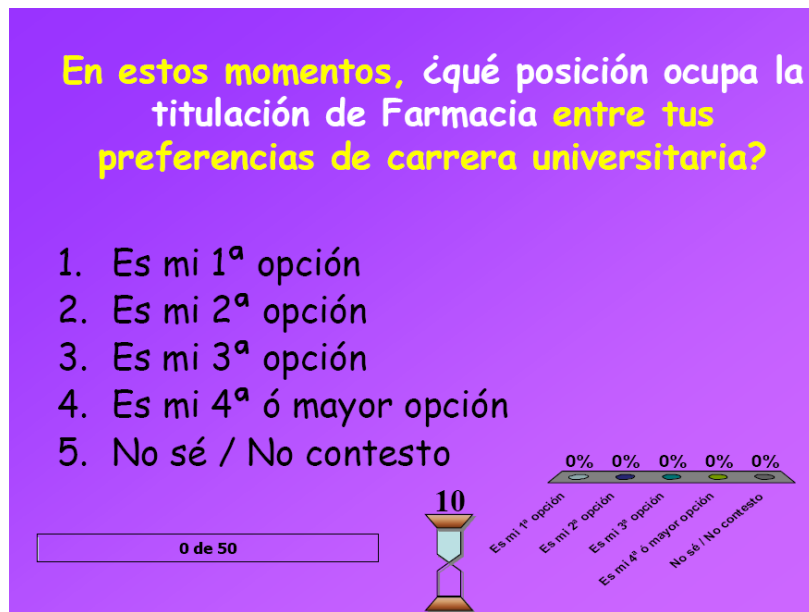 En estos momentos, ¿qué posición ocupa la
titulación de Farmacia entre tus
preferencias de carrera universitaria?
1. Es mi 1ª opción
2. Es mi 2ª opción
3. Es mi 3ª opción
4. Es mi 4ª ó mayor opción
5. No sé / No contesto
0% 0% 0% 0% 0%
Es mi 1ª opción
Es mi 2ª opción
Es mi 3ª opción
Es mi 4ª ó mayor opción
No sé / No contesto
10
0 de 50